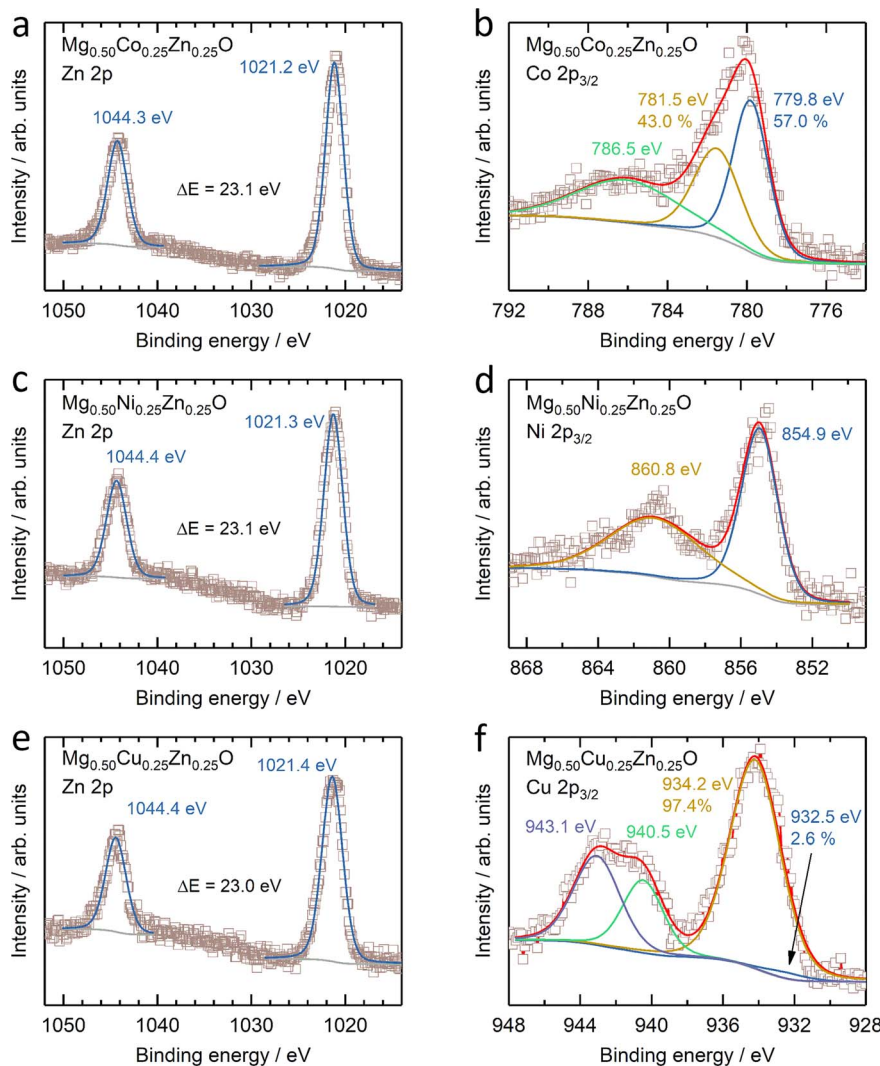 a
Mg0.50Co0.25Zn0.25O
Zn 2p
1021.2 eV
1044.3 eV
ΔE = 23.1 eV
Intensity / arb. units
1050 1040 1030 1020
Binding energy / eV
b
Mg0.50Co0.25Zn0.25O
Co 2p3/2
781.5 eV
43.0 %
779.8 eV
57.0 %
786.5 eV
Intensity / arb. units
792 788 784 780 776
Binding energy / eV
c
Mg0.50Ni0.25Zn0.25O
Zn 2p
1021.3 eV
1044.4 eV
ΔE = 23.1 eV
Intensity / arb. units
1050 1040 1030 1020
Binding energy / eV
d
Mg0.50Ni0.25Zn0.25O
Ni 2p3/2
854.9 eV
860.8 eV
Intensity / arb. units
868 864 860 856 852
Binding energy / eV
e
Mg0.50Cu0.25Zn0.25O
Zn 2p
1021.4 eV
1044.4 eV
ΔE = 23.0 eV
Intensity / arb. units
1050 1040 1030 1020
Binding energy / eV
f
Mg0.50Cu0.25Zn0.25O
Cu 2p3/2
934.2 eV
97.4%
932.5 eV
2.6 %
943.1 eV
940.5 eV
Intensity / arb. units
948 944 940 936 932 928
Binding energy / eV